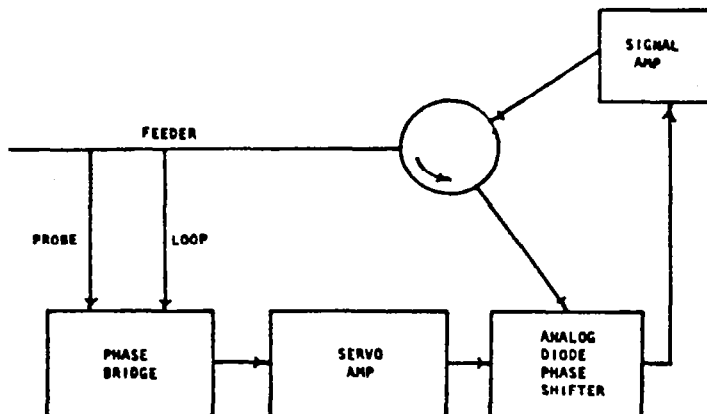 SIGNAL
AMP
FEEDER
PROBE
LOOP
PHASE
BRIDGE
SERVO
AMP
ANALOG
DIODE
PHASE
SHIFTER